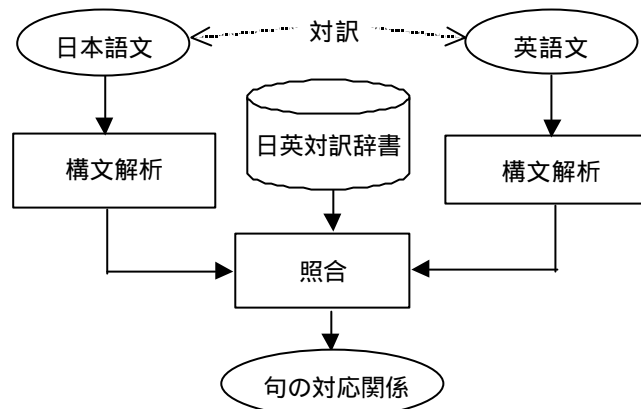 日本語文
対訳
英語文
日英対訳辞書
構文解析
構文解析
照合
句の対応関係